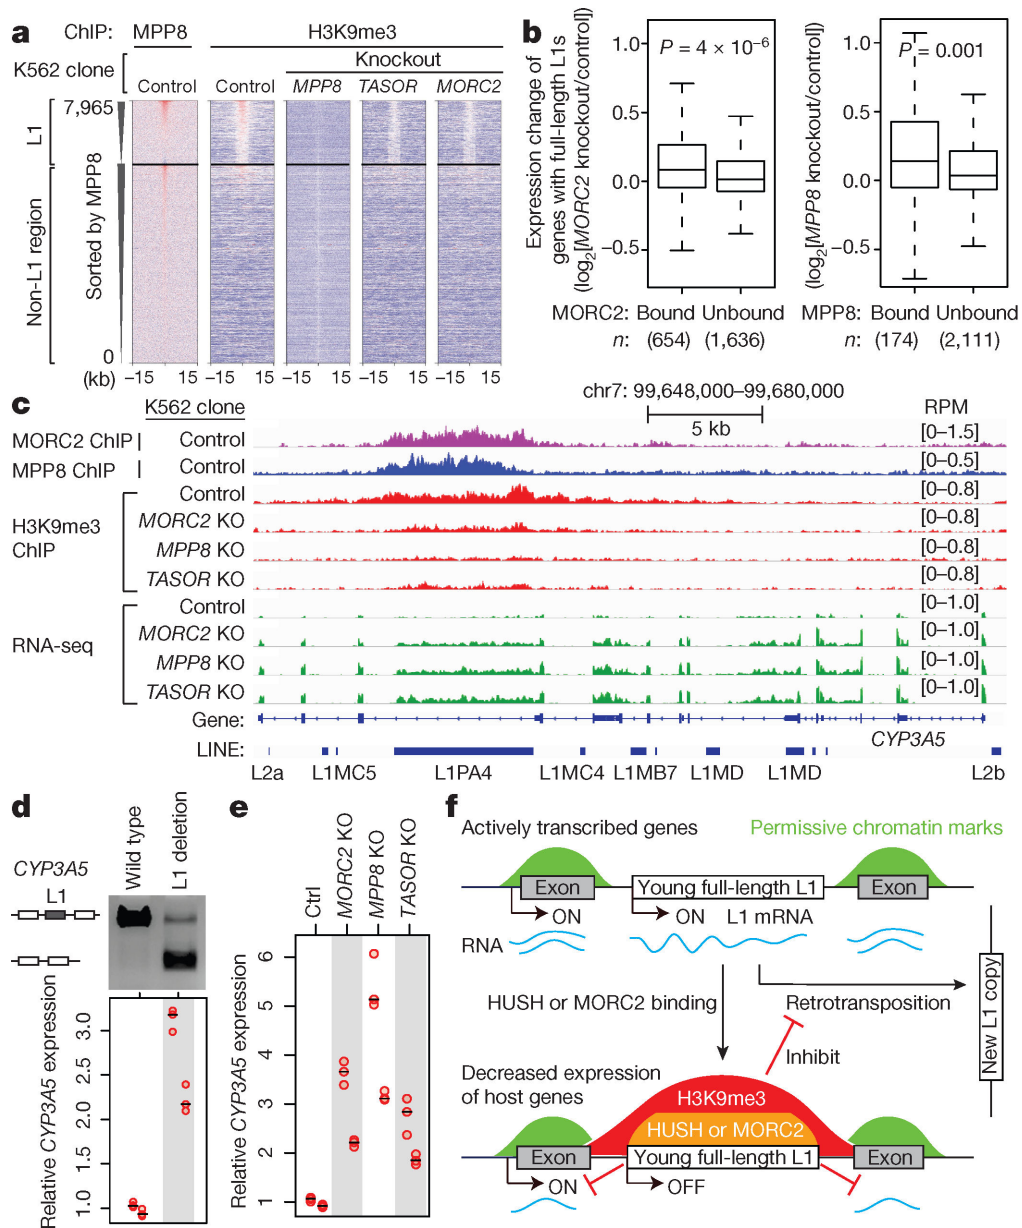 a
ChIP: MPP8 H3K9me3
Knockout
K562 clone
Control Control MPP8 TASOR MORC2
7,965
L1
Non-L1 region
Sorted by MPP8
0
(kb) −15 15 −15 15 −15 15 −15 15 −15 15
b
Expression change of
genes with full-length L1s
(log2[MORC2 knockout/control])
1.0
0.5
0.0
−0.5
P = 4 × 10−6
MORC2: Bound Unbound
n: (654) (1,636)
(log2[MPP8 knockout/control])
1.0
0.5
0.0
−0.5
P = 0.001
MPP8: Bound Unbound
n: (174) (2,111)
c
K562 clone
chr7: 99,648,000–99,680,000
5 kb
RPM
MORC2 ChIP Control [0–1.5]
MPP8 ChIP Control [0–0.5]
H3K9me3
ChIP
Control [0–0.8]
MORC2 KO [0–0.8]
MPP8 KO [0–0.8]
TASOR KO [0–0.8]
RNA-seq
Control [0–1.0]
MORC2 KO [0–1.0]
MPP8 KO [0–1.0]
TASOR KO [0–1.0]
Gene:
CYP3A5
LINE:
L2a L1MC5 L1PA4 L1MC4 L1MB7 L1MD L1MD L2b
d
Wild type
L1 deletion
CYP3A5
L1
Relative CYP3A5 expression
3.0
2.5
2.0
1.5
1.0
e
Ctrl
MORC2 KO
MPP8 KO
TASOR KO
Relative CYP3A5 expression
6
5
4
3
2
1
f
Actively transcribed genes Permissive chromatin marks
Exon Young full-length L1 Exon
ON ON L1 mRNA
RNA
HUSH or MORC2 binding
Retrotransposition
New L1 copy
Inhibit
Decreased expression
of host genes
H3K9me3
HUSH or MORC2
Exon Young full-length L1 Exon
ON OFF